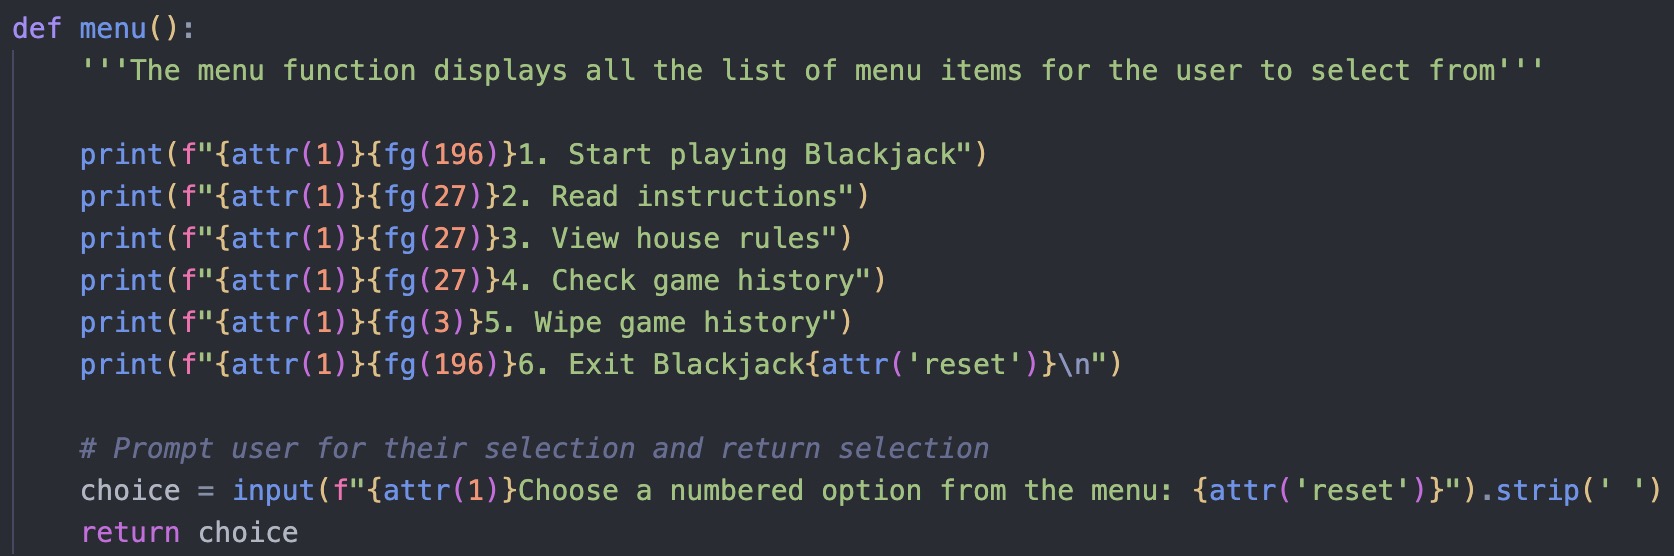 def menu():
    '''The menu function displays all the list of menu items for the user to select from'''

    print(f"{attr(1)}{fg(196)}1. Start playing Blackjack")
    print(f"{attr(1)}{fg(27)}2. Read instructions")
    print(f"{attr(1)}{fg(27)}3. View house rules")
    print(f"{attr(1)}{fg(27)}4. Check game history")
    print(f"{attr(1)}{fg(3)}5. Wipe game history")
    print(f"{attr(1)}{fg(196)}6. Exit Blackjack{attr('reset')}\n")

    # Prompt user for their selection and return selection
    choice = input(f"{attr(1)}Choose a numbered option from the menu: {attr('reset')}").strip(' ')
    return choice